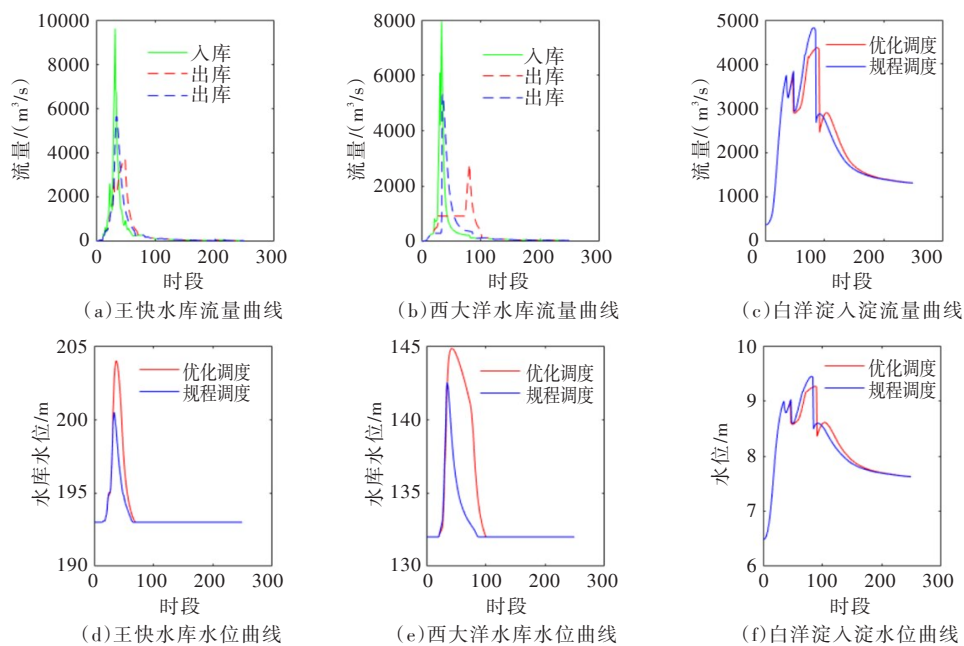 10000
8000
6000
4000
2000
0
流量/(m³/s)
入库
出库
出库
0
100
200
300
时段
(a)王快水库流量曲线
8000
6000
4000
2000
0
流量/(m³/s)
入库
出库
出库
0
100
200
300
时段
(b)西大洋水库流量曲线
5000
4000
3000
2000
1000
0
流量/(m³/s)
优化调度
规程调度
0
100
200
300
时段
(c)白洋淀入淀流量曲线
205
200
195
190
水库水位/m
优化调度
规程调度
0
100
200
300
时段
(d)王快水库水位曲线
145
140
135
130
水库水位/m
优化调度
规程调度
0
100
200
300
时段
(e)西大洋水库水位曲线
10
9
8
7
6
水位/m
优化调度
规程调度
0
100
200
300
时段
(f)白洋淀入淀水位曲线